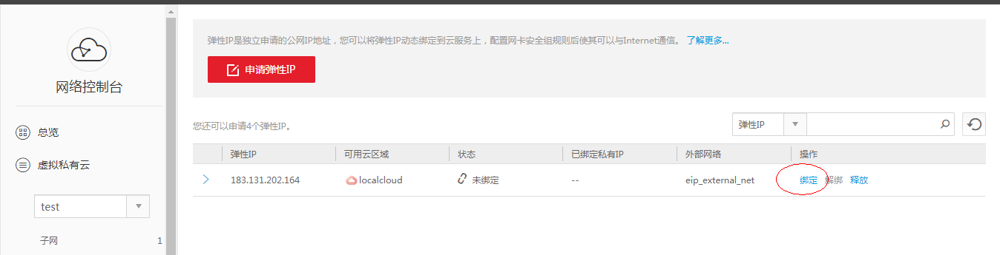 网络控制台
总览
虚拟私有云
test
子网 1
弹性IP是独立申请的公网IP地址，您可以将弹性IP动态绑定到云服务上，配置网卡安全组规则后使其可以与Internet通信。 了解更多...
申请弹性IP
您还可以申请4个弹性IP。
弹性IP
弹性IP 可用云区域 状态 已绑定私有IP 外部网络 操作
183.131.202.164 localcloud 未绑定 -- eip_external_net 绑定 解绑 释放